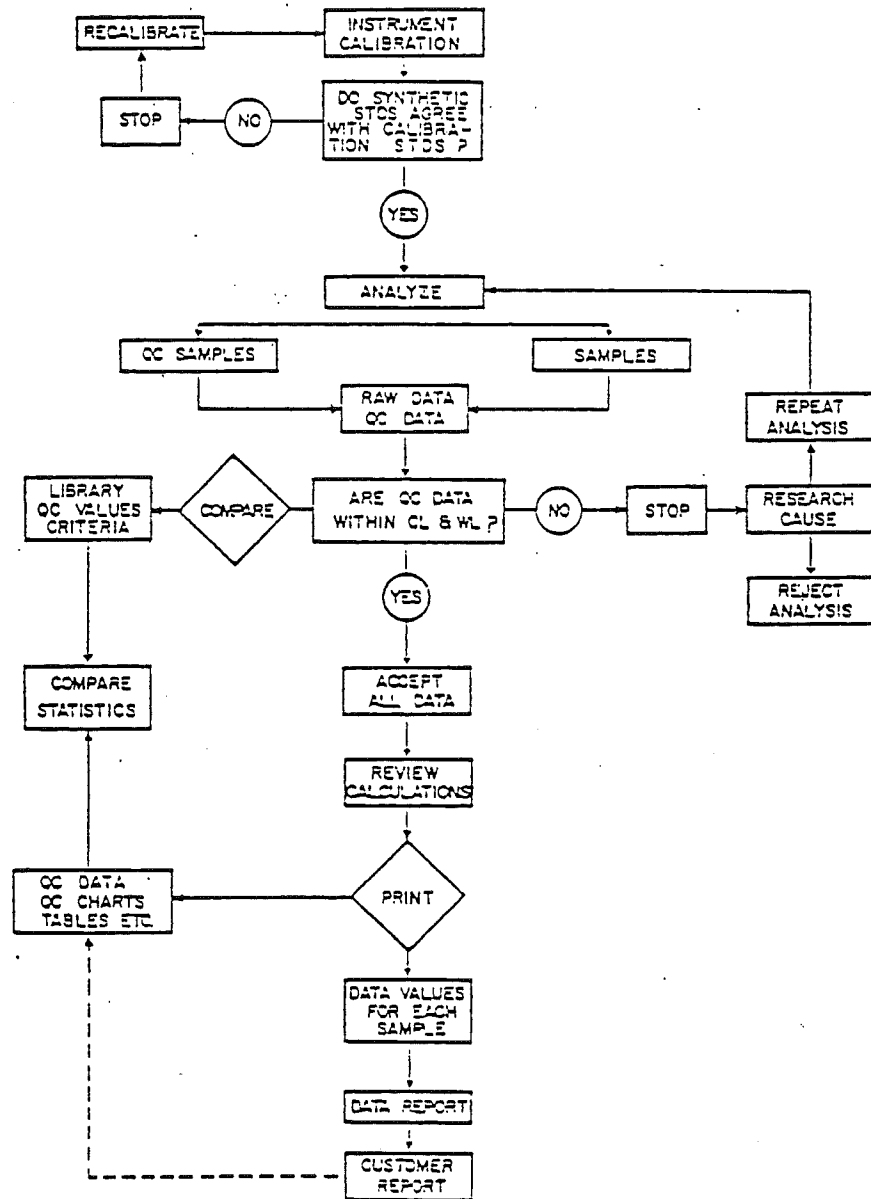 RECALIBRATE
INSTRUMENT
CALIBRATION
STOP
NO
DO SYNTHETIC
STDS AGREE
WITH CALIBRA-
TION STDS ?
YES
ANALYZE
QC SAMPLES
SAMPLES
RAW DATA
QC DATA
REPEAT
ANALYSIS
LIBRARY
QC VALUES
CRITERIA
COMPARE
ARE QC DATA
WITHIN CL & WL ?
NO
STOP
RESEARCH
CAUSE
YES
REJECT
ANALYSIS
COMPARE
STATISTICS
ACCEPT
ALL DATA
REVIEW
CALCULATIONS
QC DATA
QC CHARTS
TABLES ETC.
PRINT
DATA VALUES
FOR EACH
SAMPLE
DATA REPORT
CUSTOMER
REPORT